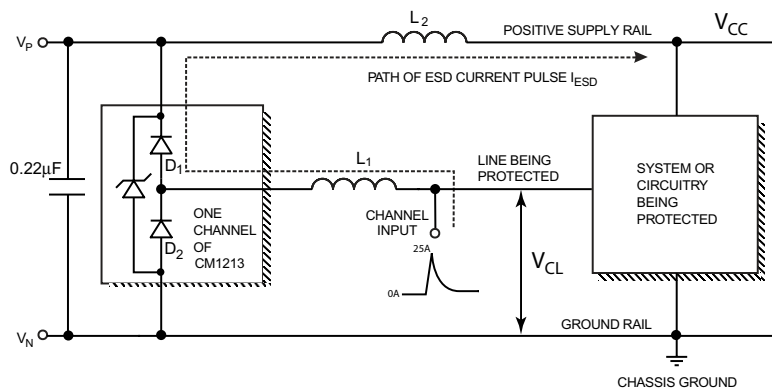 L2
VP
POSITIVE SUPPLY RAIL
VCC
PATH OF ESD CURRENT PULSE IESD
0.22μF
D1
L1
LINE BEING
PROTECTED
SYSTEM OR
CIRCUITRY
BEING
PROTECTED
ONE
CHANNEL
OF
CM1213
D2
CHANNEL
INPUT
25A
0A
VCL
VN
GROUND RAIL
CHASSIS GROUND